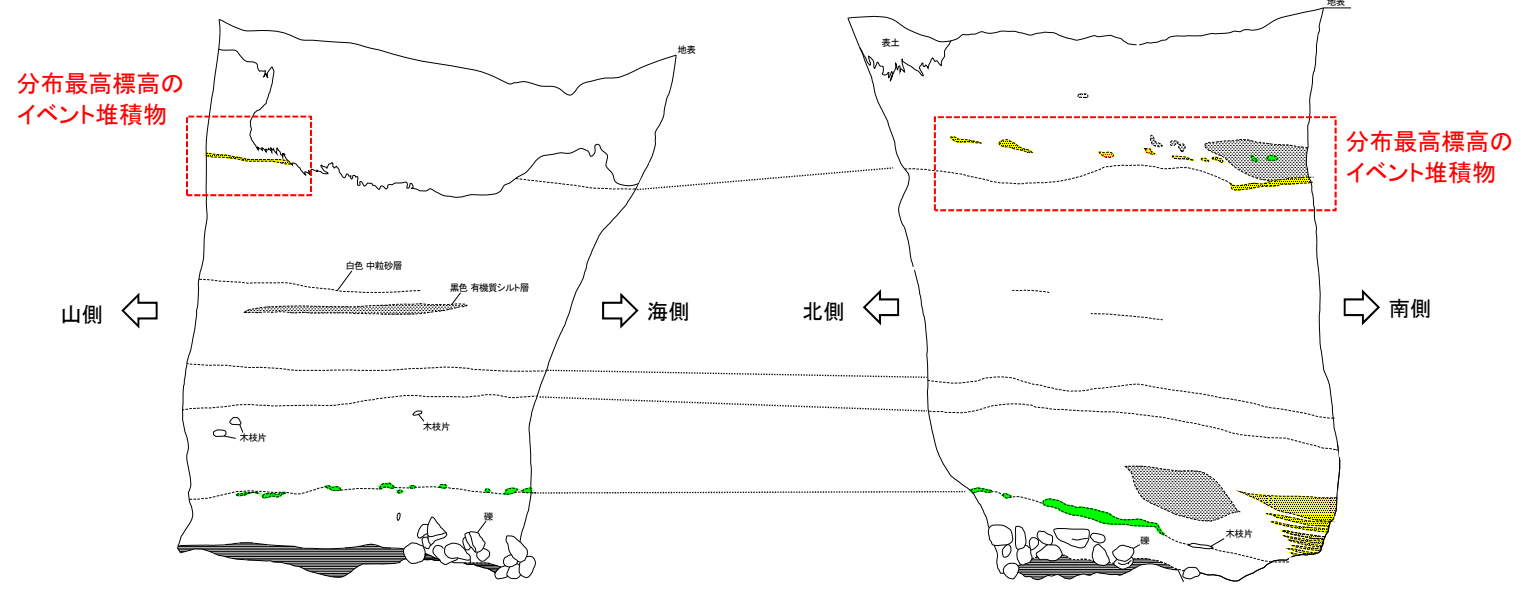 地表
表土
地表
分布最高標高の
イベント堆積物
分布最高標高の
イベント堆積物
白色 中粒砂層
黒色 有機質シルト層
山側
海側
北側
南側
木枝片
木枝片
礫
木枝片
礫